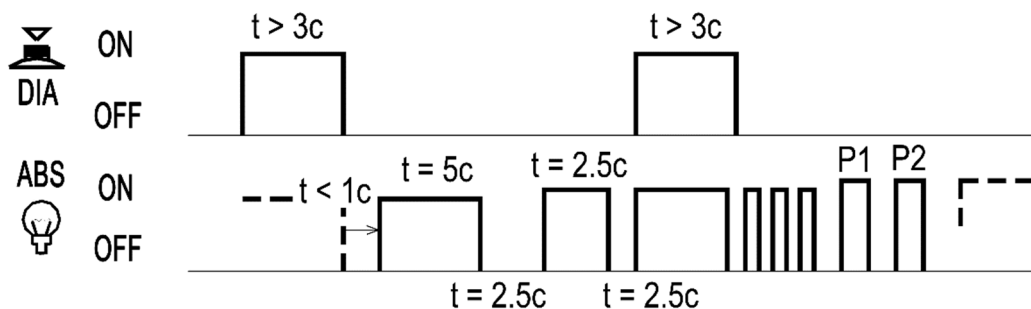 t > 3c t > 3c
ON
DIA
OFF
t = 5c t = 2.5c P1 P2
ABS ON
t < 1c
OFF
t = 2.5c t = 2.5c